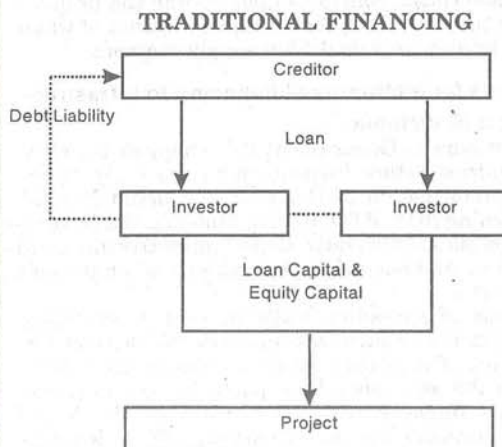 TRADITIONAL FINANCING
Creditor
Debt Liability
Loan
Investor
Investor
Loan Capital &
Equity Capital
Project